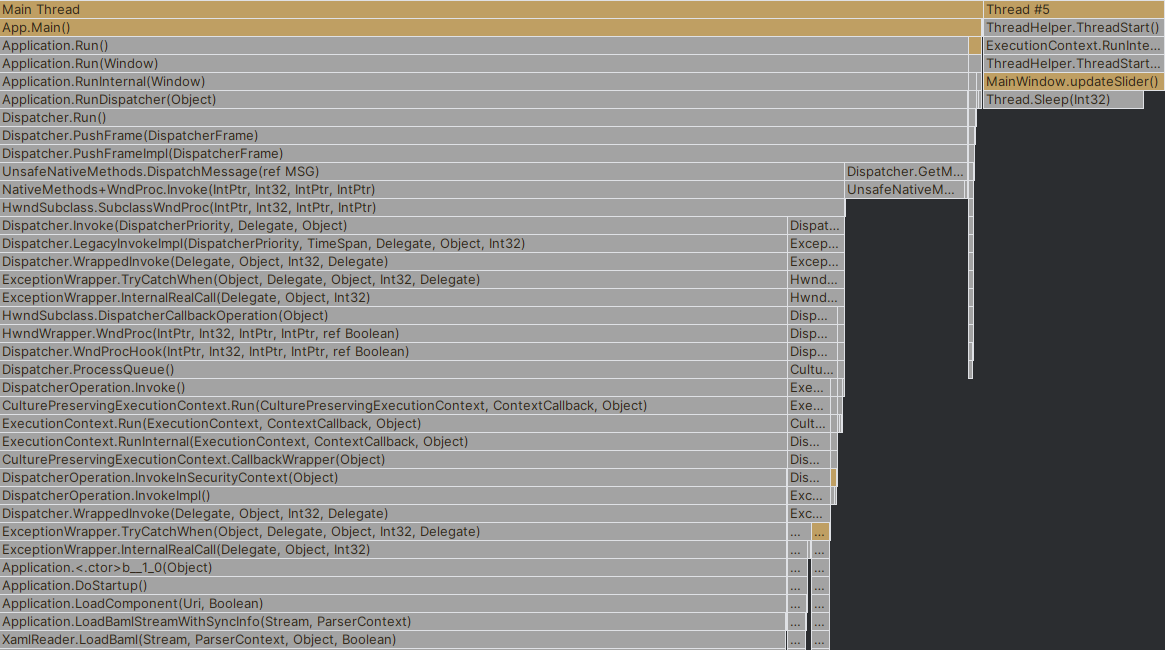 Main Thread Thread #5
App.Main() ThreadHelper.ThreadStart()
Application.Run() ExecutionContext.RunInte...
Application.Run(Window) ThreadHelper.ThreadStart...
Application.RunInternal(Window) MainWindow.updateSlider()
Application.RunDispatcher(Object) Thread.Sleep(Int32)
Dispatcher.Run()
Dispatcher.PushFrame(DispatcherFrame)
Dispatcher.PushFrameImpl(DispatcherFrame)
UnsafeNativeMethods.DispatchMessage(ref MSG) Dispatcher.GetM...
NativeMethods+WndProc.Invoke(IntPtr, Int32, IntPtr, IntPtr) UnsafeNativeM...
HwndSubclass.SubclassWndProc(IntPtr, Int32, IntPtr, IntPtr)
Dispatcher.Invoke(DispatcherPriority, Delegate, Object) Dispat...
Dispatcher.LegacyInvokeImpl(DispatcherPriority, TimeSpan, Delegate, Object, Int32) Excep...
Dispatcher.WrappedInvoke(Delegate, Object, Int32, Delegate) Excep...
ExceptionWrapper.TryCatchWhen(Object, Delegate, Object, Int32, Delegate) Hwnd...
ExceptionWrapper.InternalRealCall(Delegate, Object, Int32) Hwnd...
HwndSubclass.DispatcherCallbackOperation(Object) Disp...
HwndWrapper.WndProc(IntPtr, Int32, IntPtr, IntPtr, ref Boolean) Disp...
Dispatcher.WndProcHook(IntPtr, Int32, IntPtr, IntPtr, ref Boolean) Disp...
Dispatcher.ProcessQueue() Cultu...
DispatcherOperation.Invoke() Exe...
CulturePreservingExecutionContext.Run(CulturePreservingExecutionContext, ContextCallback, Object) Exe...
ExecutionContext.Run(ExecutionContext, ContextCallback, Object) Cult...
ExecutionContext.RunInternal(ExecutionContext, ContextCallback, Object) Dis...
CulturePreservingExecutionContext.CallbackWrapper(Object) Dis...
DispatcherOperation.InvokeInSecurityContext(Object) Dis...
DispatcherOperation.InvokeImpl() Exc...
Dispatcher.WrappedInvoke(Delegate, Object, Int32, Delegate) Exc...
ExceptionWrapper.TryCatchWhen(Object, Delegate, Object, Int32, Delegate) ... ...
ExceptionWrapper.InternalRealCall(Delegate, Object, Int32) ... ...
Application.<.ctor>b__1_0(Object) ... ...
Application.DoStartup() ... ...
Application.LoadComponent(Uri, Boolean) ... ...
Application.LoadBamlStreamWithSyncInfo(Stream, ParserContext) ... ...
XamlReader.LoadBaml(Stream, ParserContext, Object, Boolean) ... ...